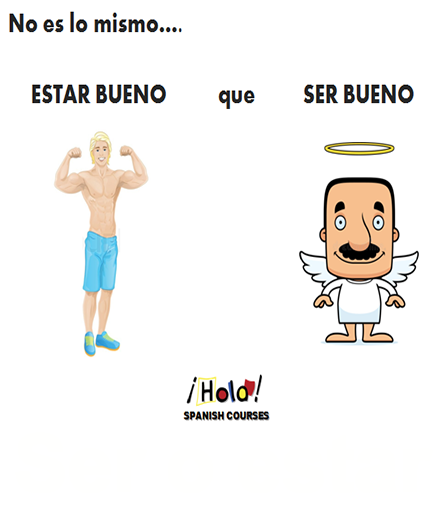 No es lo mismo....
ESTAR BUENO que SER BUENO
¡Hola!
SPANISH COURSES